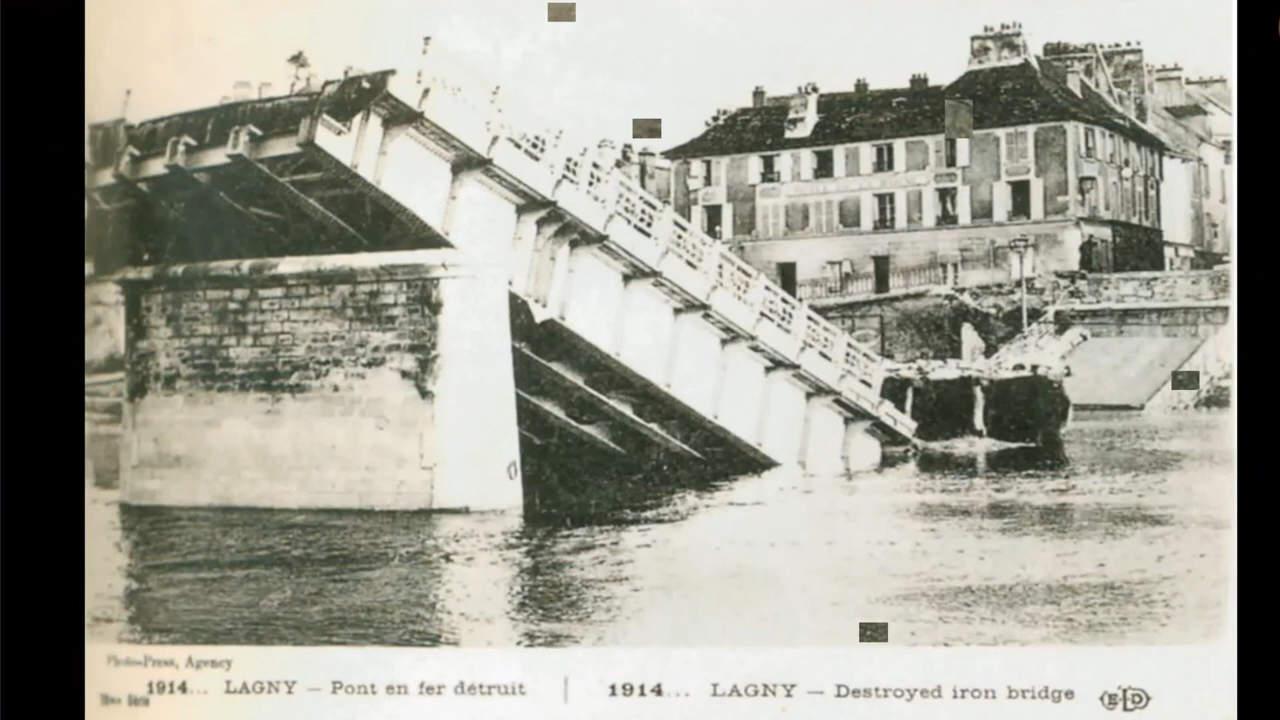 Photo-Press, Agency
1914... LAGNY — Pont en fer détruit | 1914... LAGNY — Destroyed iron bridge ELD